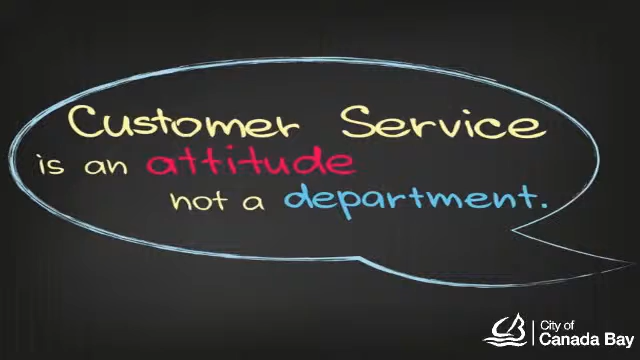 Customer Service
is an attitude
not a department.
City of
Canada Bay